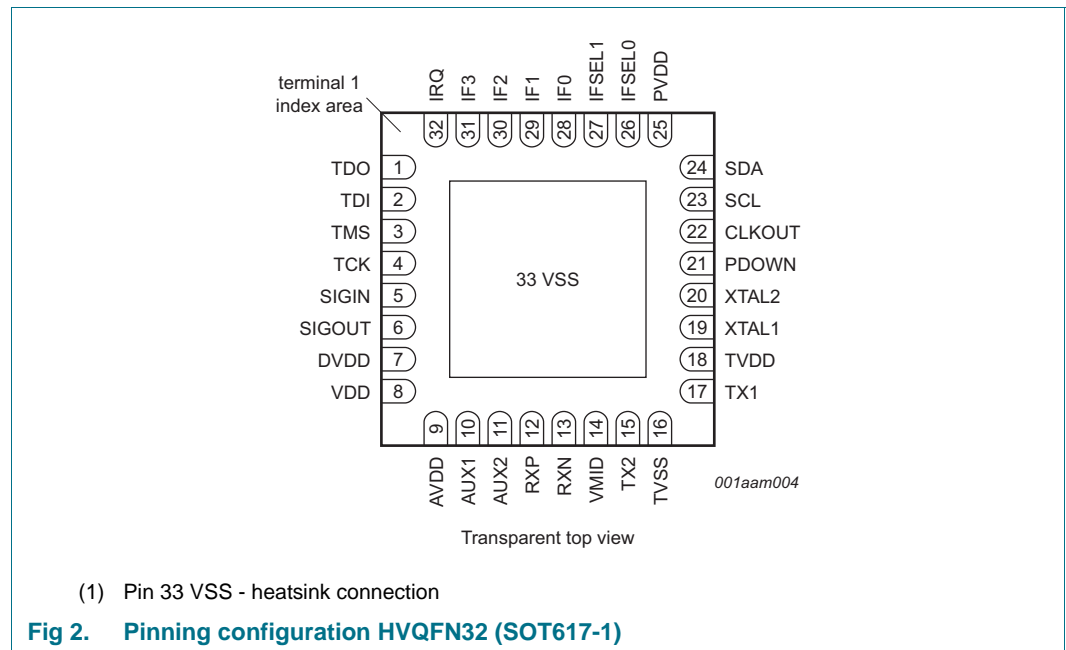 terminal 1
index area
IRQ IF3 IF2 IF1 IF0 IFSEL1 IFSEL0 PVDD
32 31 30 29 28 27 26 25
TDO 1
TDI 2
TMS 3
TCK 4
SIGIN 5
SIGOUT 6
DVDD 7
VDD 8
33 VSS
24 SDA
23 SCL
22 CLKOUT
21 PDOWN
20 XTAL2
19 XTAL1
18 TVDD
17 TX1
9 10 11 12 13 14 15 16
AVDD AUX1 AUX2 RXP RXN VMID TX2 TVSS
001aam004
Transparent top view
(1) Pin 33 VSS - heatsink connection
Fig 2. Pinning configuration HVQFN32 (SOT617-1)